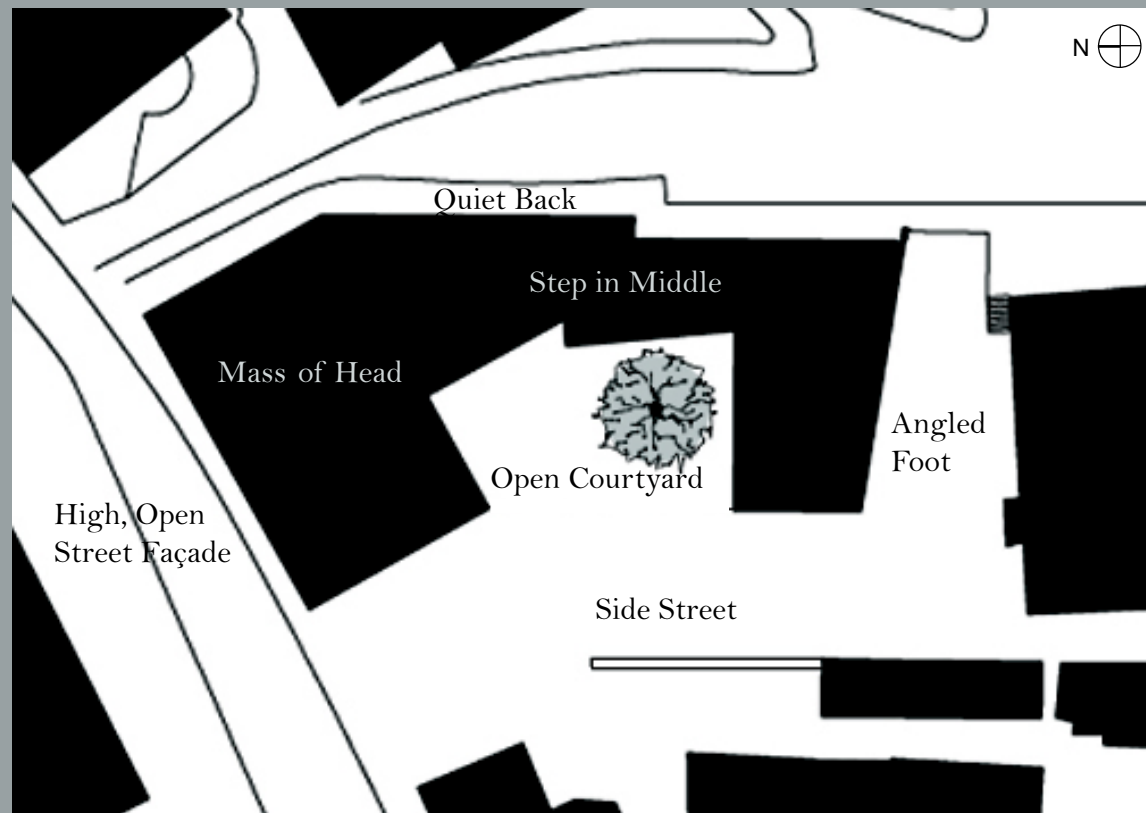 N
Quiet Back
Step in Middle
Mass of Head
Angled
Foot
Open Courtyard
High, Open
Street Façade
Side Street